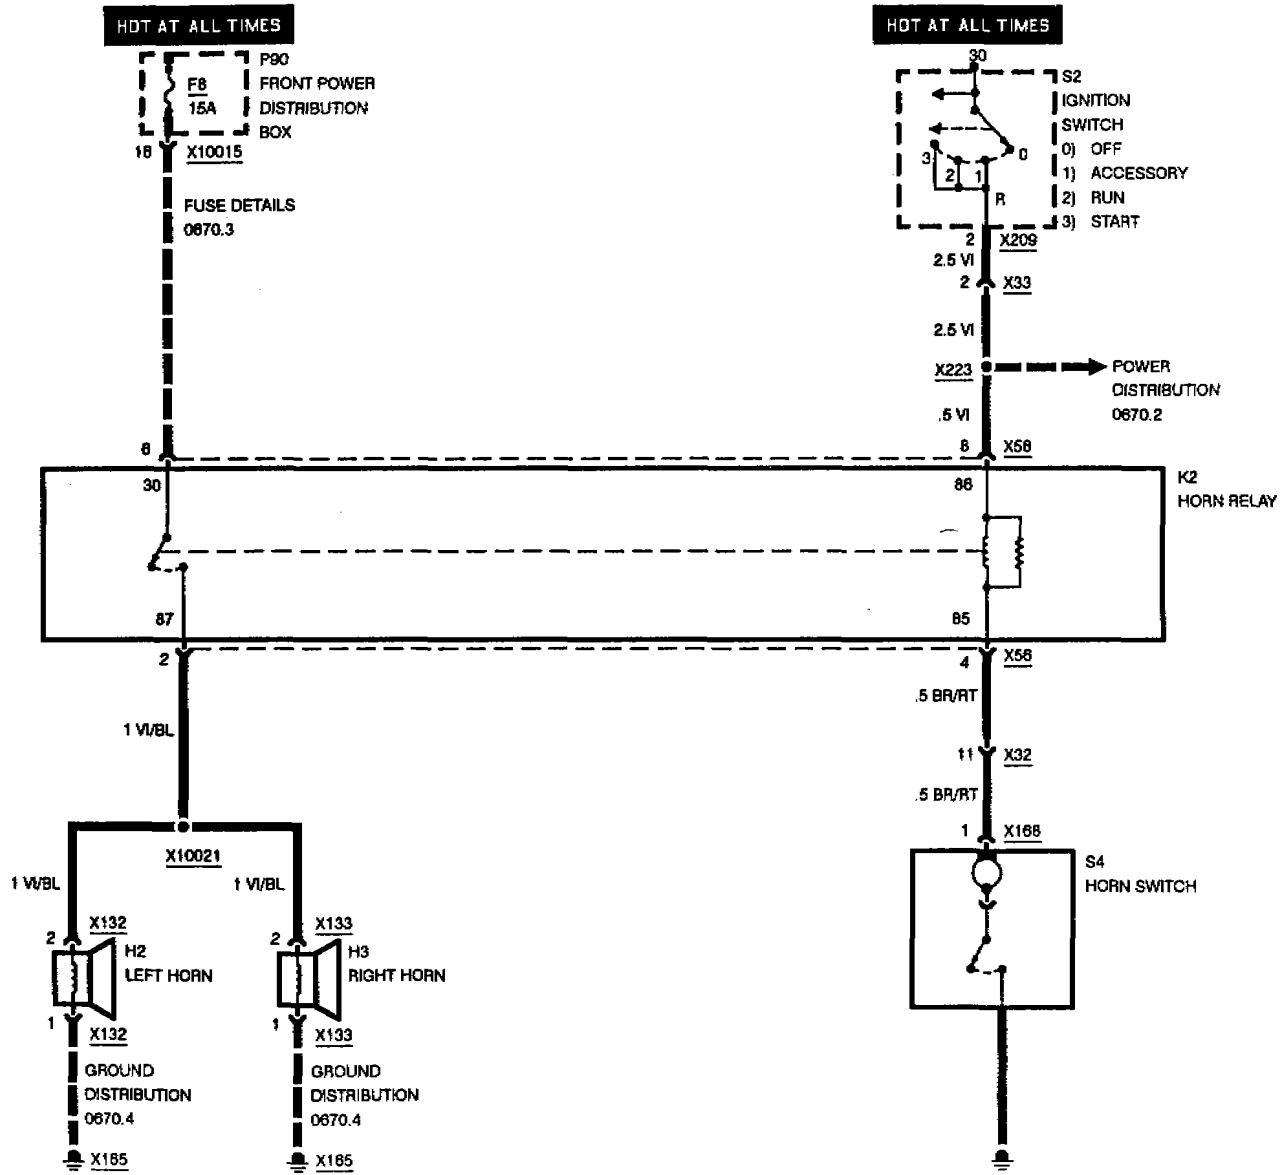 HOT AT ALL TIMES
HOT AT ALL TIMES
P90
FRONT POWER
DISTRIBUTION
BOX
F8
15A
18 X10015
FUSE DETAILS
0670.3
30
S2
IGNITION
SWITCH
0) OFF
1) ACCESSORY
2) RUN
3) START
3
2
1
0
R
2 X209
2.5 VI
2 X33
2.5 VI
X223
POWER
DISTRIBUTION
0670.2
.5 VI
6
8 X56
K2
HORN RELAY
30
86
87
85
2
4 X56
.5 BR/RT
1 VI/BL
11 X32
.5 BR/RT
1 X168
S4
HORN SWITCH
X10021
1 VI/BL
1 VI/BL
X132
X133
2
2
H2
LEFT HORN
H3
RIGHT HORN
1 X132
1 X133
GROUND
DISTRIBUTION
0670.4
GROUND
DISTRIBUTION
0670.4
X165
X165